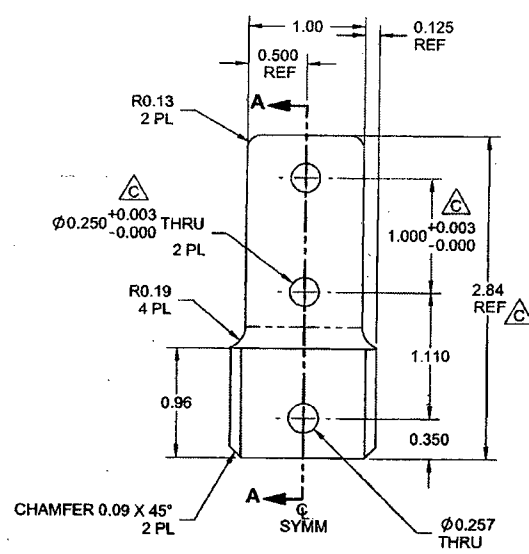 1.00
0.125
REF
0.500
REF
A
R0.13
2 PL
C
Ø0.250 +0.003 -0.000 THRU
2 PL
C
1.000 +0.003 -0.000
R0.19
4 PL
2.84
REF C
1.110
0.96
0.350
CHAMFER 0.09 X 45°
2 PL
A
CL
SYMM
Ø0.257
THRU